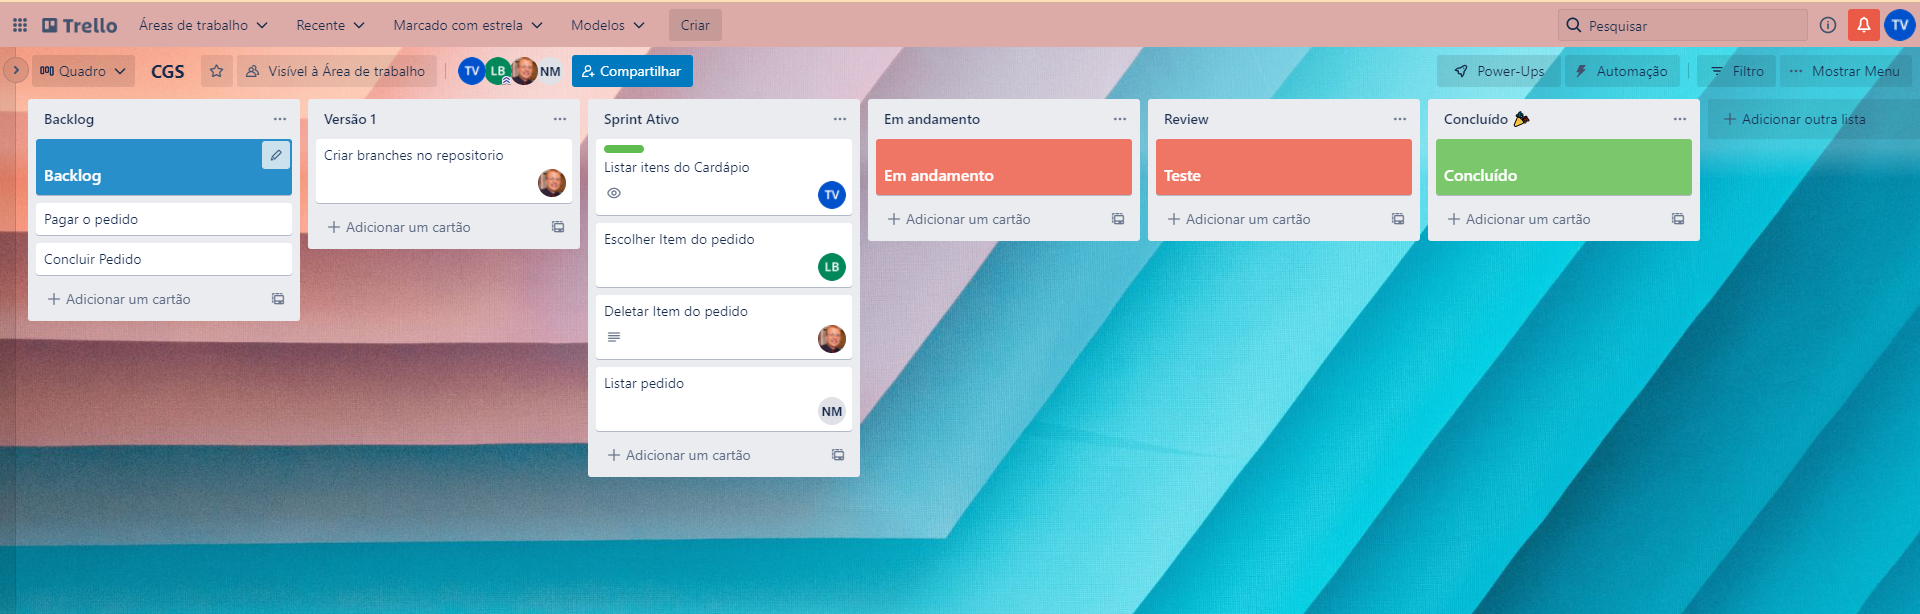 Trello Áreas de trabalho Recente Marcado com estrela Modelos Criar Pesquisar TV
Quadro CGS Visível à Área de trabalho TV LB NM Compartilhar Power-Ups Automação Filtro Mostrar Menu
Backlog
Backlog
Pagar o pedido
Concluir Pedido
Adicionar um cartão
Versão 1
Criar branches no repositorio
Adicionar um cartão
Sprint Ativo
Listar itens do Cardápio
TV
Escolher Item do pedido
LB
Deletar Item do pedido
Listar pedido
NM
Adicionar um cartão
Em andamento
Em andamento
Adicionar um cartão
Review
Teste
Adicionar um cartão
Concluído
Concluído
Adicionar um cartão
Adicionar outra lista